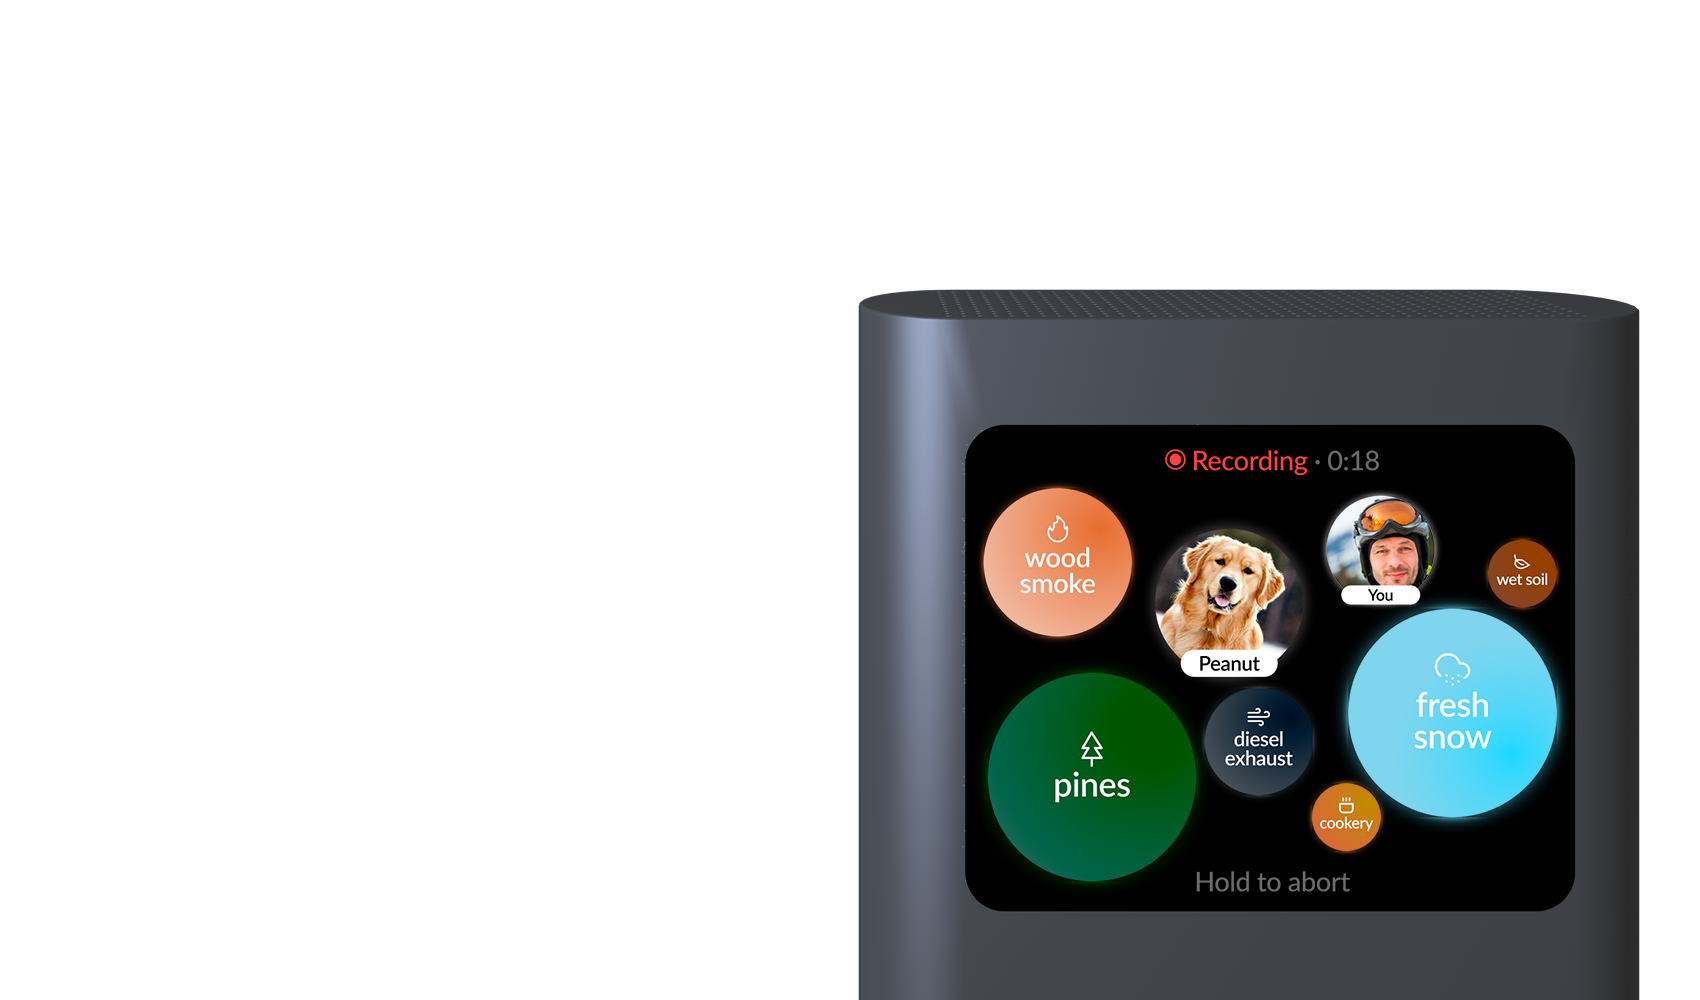 Recording · 0:18
wood
smoke
Peanut
You
wet soil
fresh
snow
pines
diesel
exhaust
cookery
Hold to abort